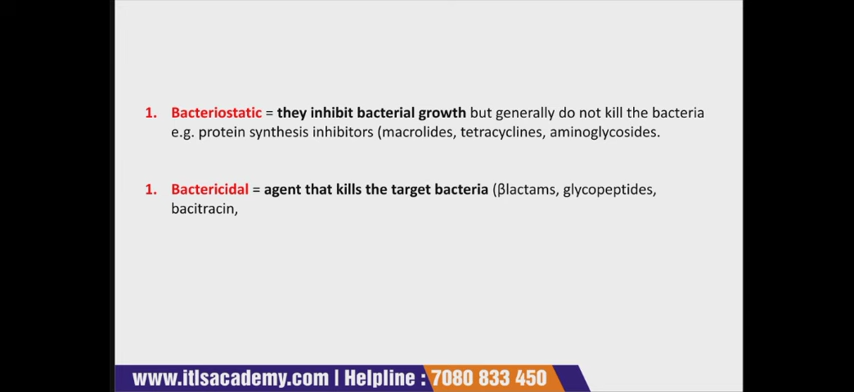 1. Bacteriostatic = they inhibit bacterial growth but generally do not kill the bacteria
e.g. protein synthesis inhibitors (macrolides, tetracyclines, aminoglycosides.
1. Bactericidal = agent that kills the target bacteria (βlactams, glycopeptides,
bacitracin,
www.itlsacademy.com | Helpline : 7080 833 450